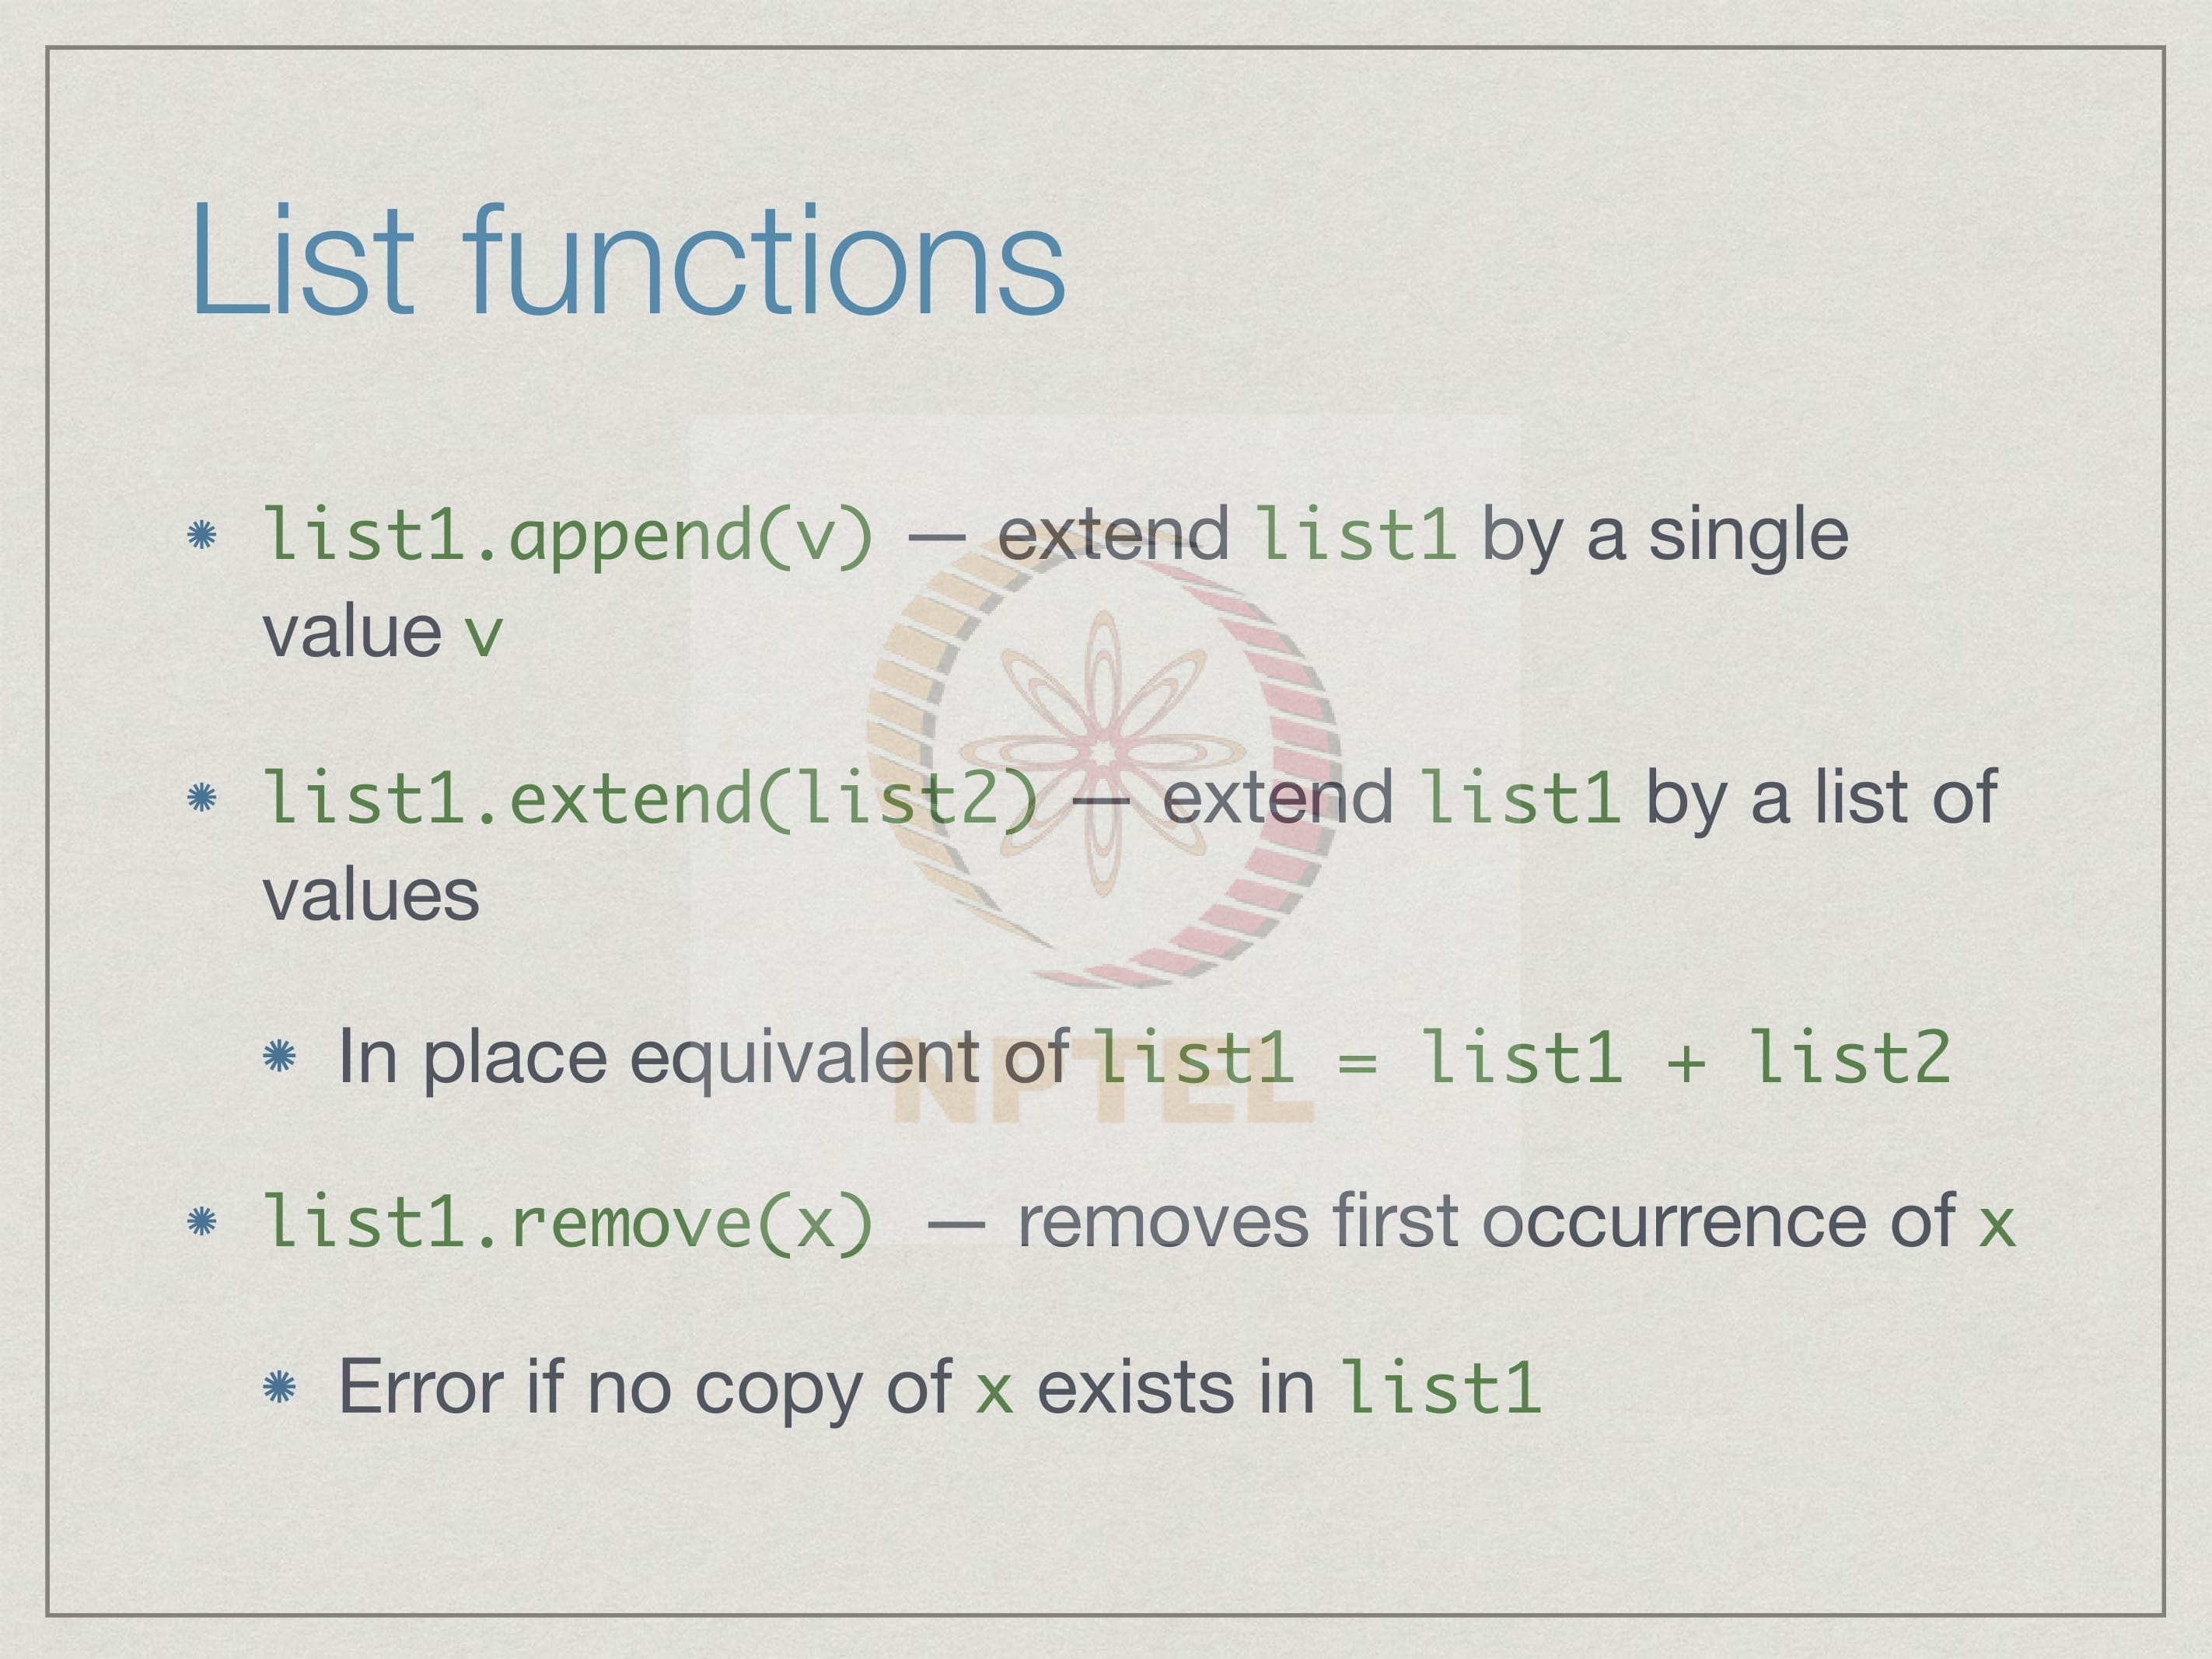 List functions
list1.append(v) — extend list1 by a single
value v
list1.extend(list2) — extend list1 by a list of
values
In place equivalent of list1 = list1 + list2
list1.remove(x) — removes first occurrence of x
Error if no copy of x exists in list1
NPTEL